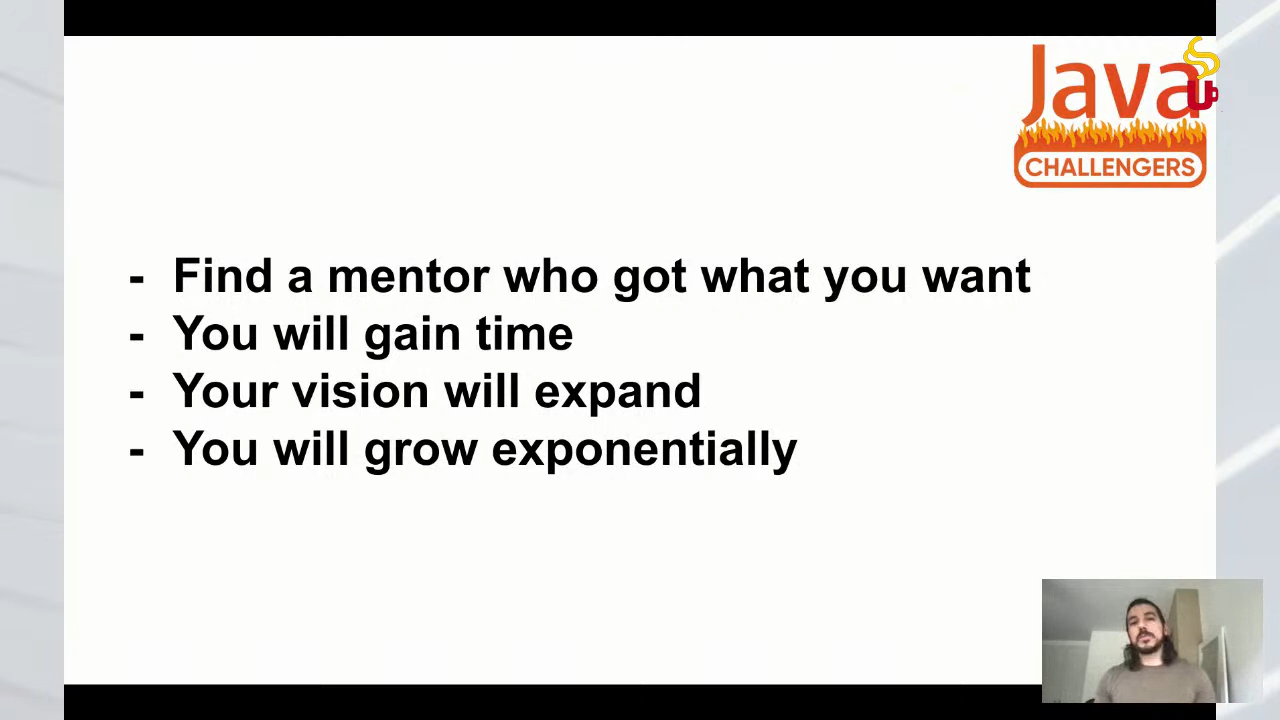 Java
CHALLENGERS
- Find a mentor who got what you want
- You will gain time
- Your vision will expand
- You will grow exponentially